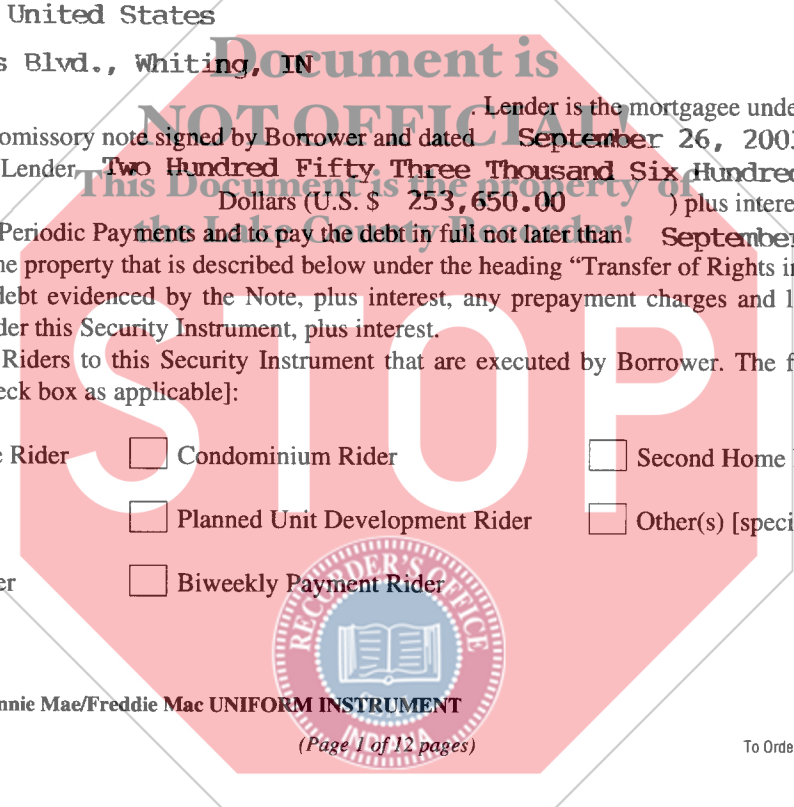 United States
s Blvd., Whiting, IN
Document is
. Lender is the mortgagee unde
NOT OFFICIAL!
omissory note signed by Borrower and dated September 26, 2003
Lender Two Hundred Fifty Three Thousand Six Hundred
This Document is the property of
Dollars (U.S. $ 253,650.00 ) plus intere
the Lake County Recorder!
Periodic Payments and to pay the debt in full not later than September
he property that is described below under the heading “Transfer of Rights in
debt evidenced by the Note, plus interest, any prepayment charges and l
der this Security Instrument, plus interest.
Riders to this Security Instrument that are executed by Borrower. The f
eck box as applicable]:
STOP
e Rider Condominium Rider Second Home
Planned Unit Development Rider Other(s) [speci
er Biweekly Payment Rider
RECORDER'S OFFICE
INDIANA
nnie Mae/Freddie Mac UNIFORM INSTRUMENT
(Page 1 of 12 pages)
To Orde